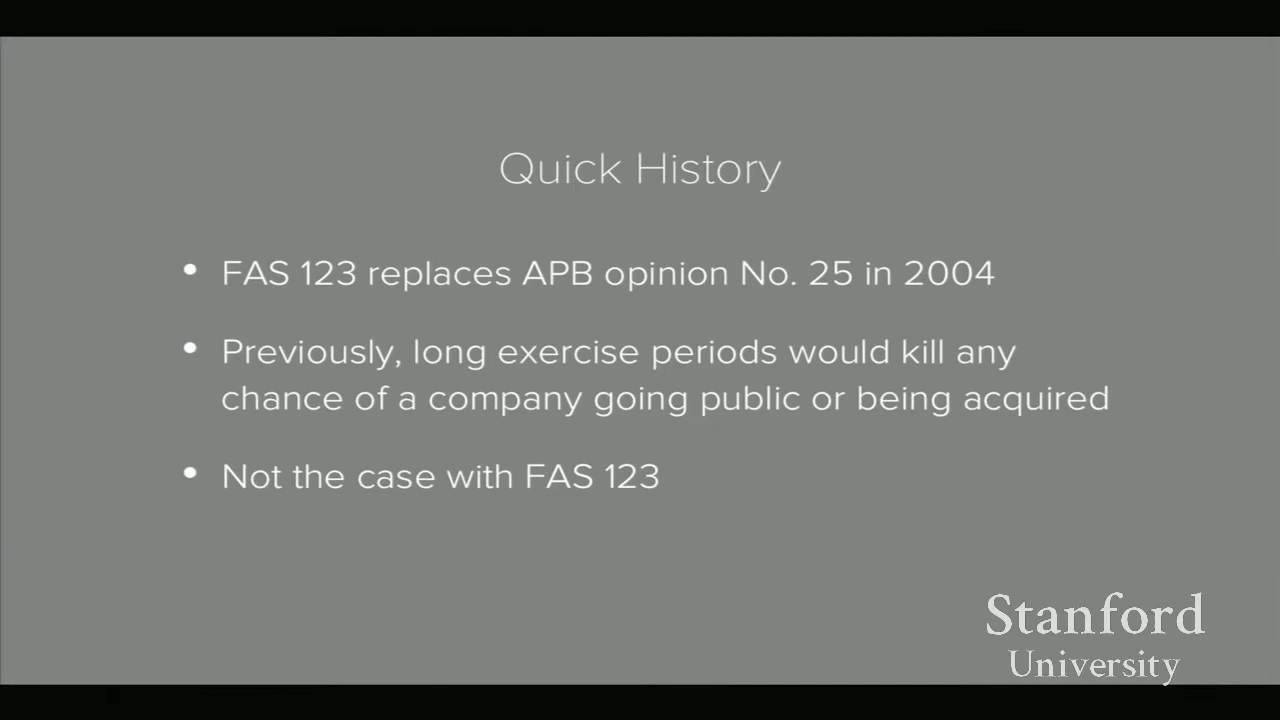 Quick History
• FAS 123 replaces APB opinion No. 25 in 2004
• Previously, long exercise periods would kill any
chance of a company going public or being acquired
• Not the case with FAS 123
Stanford
University